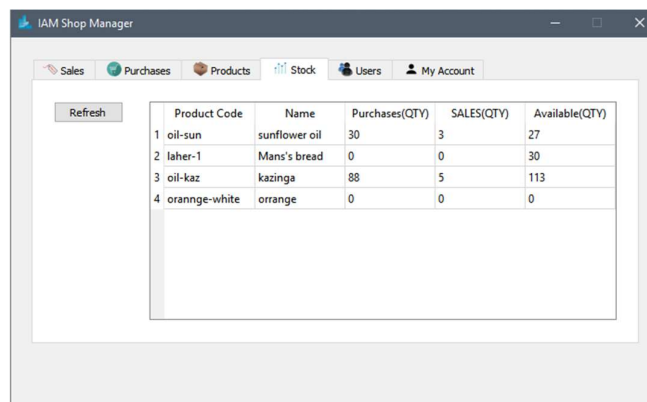 IAM Shop Manager
Sales Purchases Products Stock Users My Account
Refresh
Product Code Name Purchases(QTY) SALES(QTY) Available(QTY)
1 oil-sun sunflower oil 30 3 27
2 laher-1 Mans's bread 0 0 30
3 oil-kaz kazinga 88 5 113
4 orannge-white orrange 0 0 0